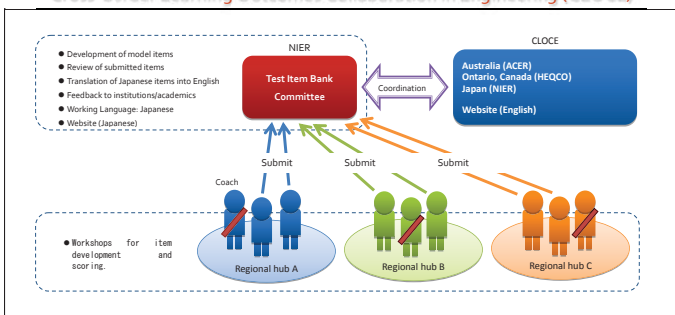 NIER
CLOCE
● Development of model items
● Review of submitted items
● Translation of Japanese items into English
● Feedback to institutions/academics
● Working Language: Japanese
● Website (Japanese)
Test Item Bank
Committee
Coordination
Australia (ACER)
Ontario, Canada (HEQCO)
Japan (NIER)
Website (English)
Submit
Submit
Submit
Coach
● Workshops for item
development and
scoring.
Regional hub A
Regional hub B
Regional hub C